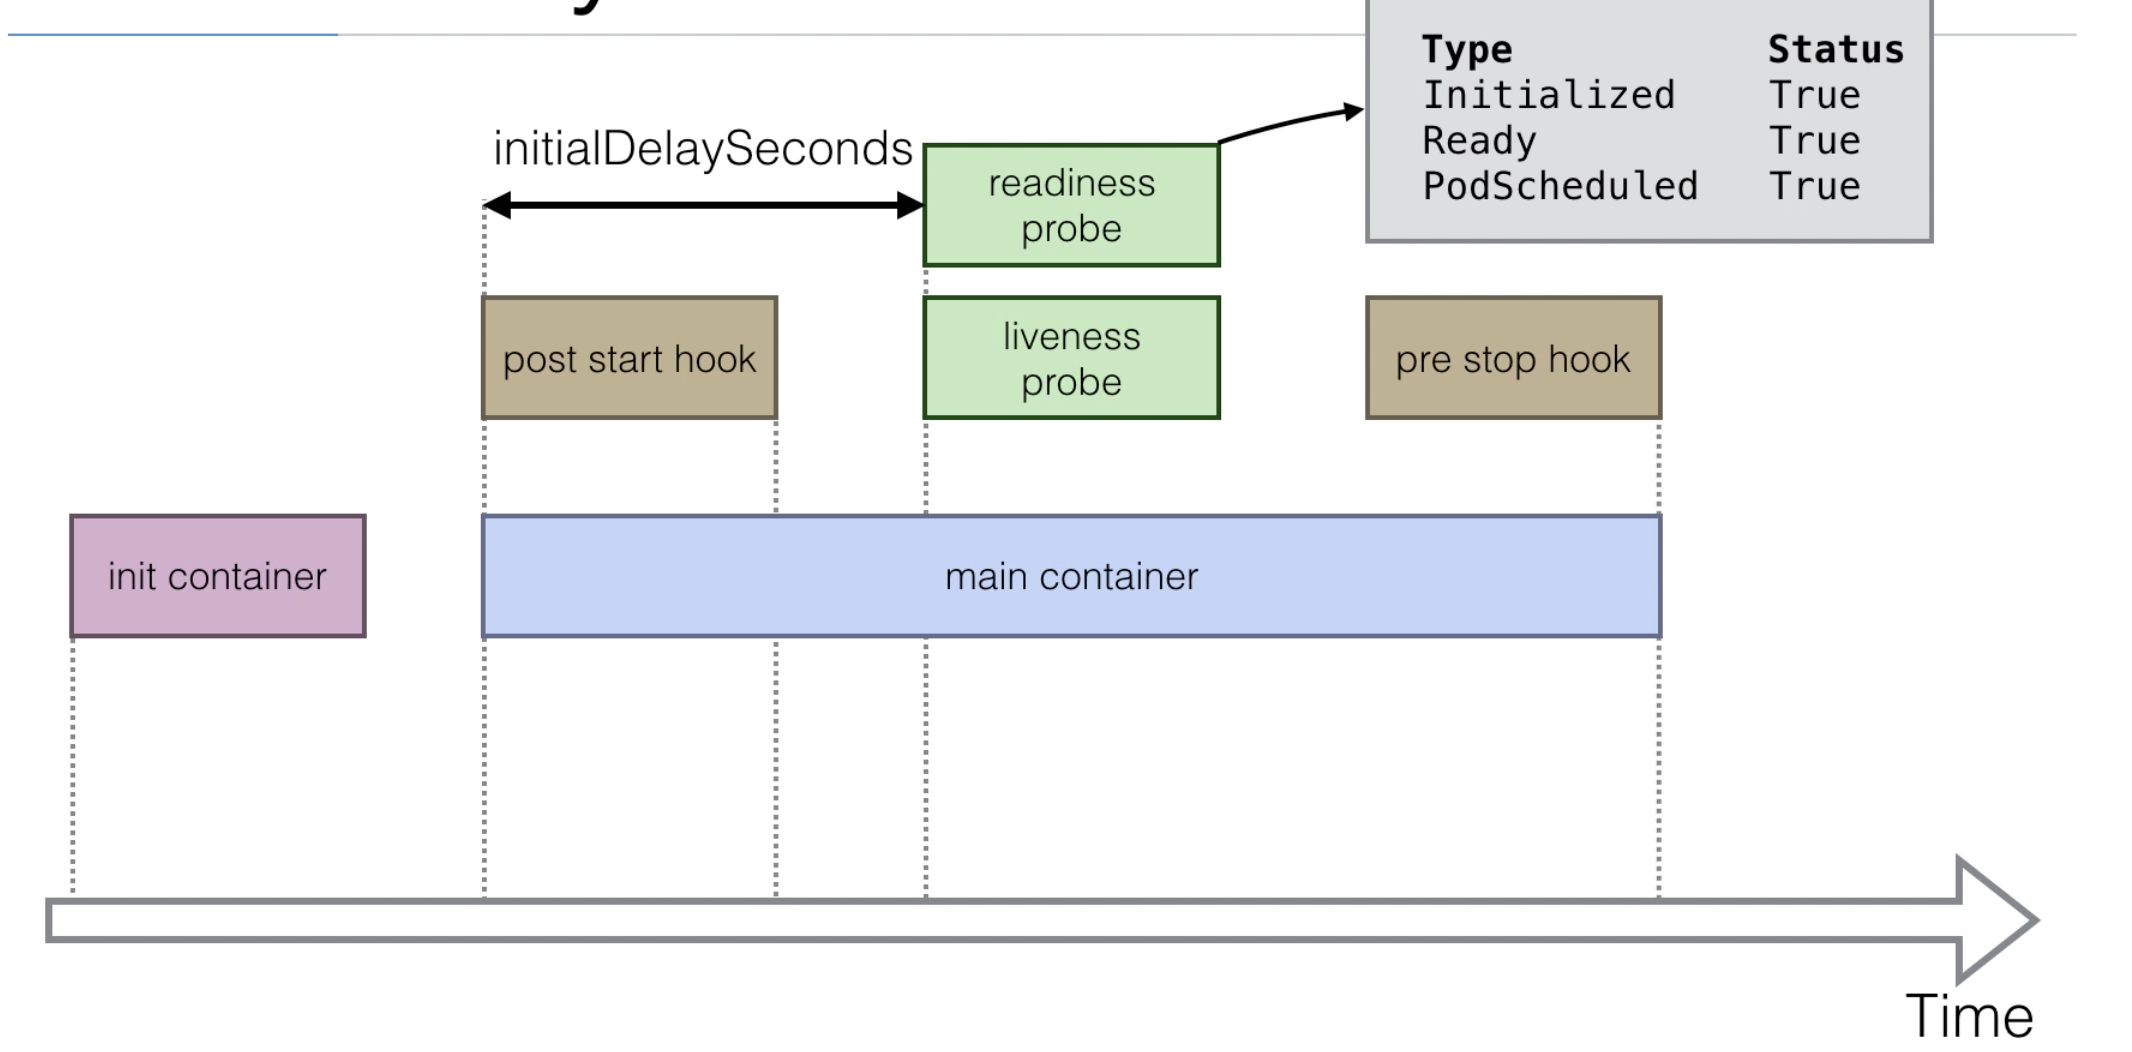 Type Status
Initialized True
Ready True
PodScheduled True
initialDelaySeconds
readiness
probe
post start hook
liveness
probe
pre stop hook
init container
main container
Time